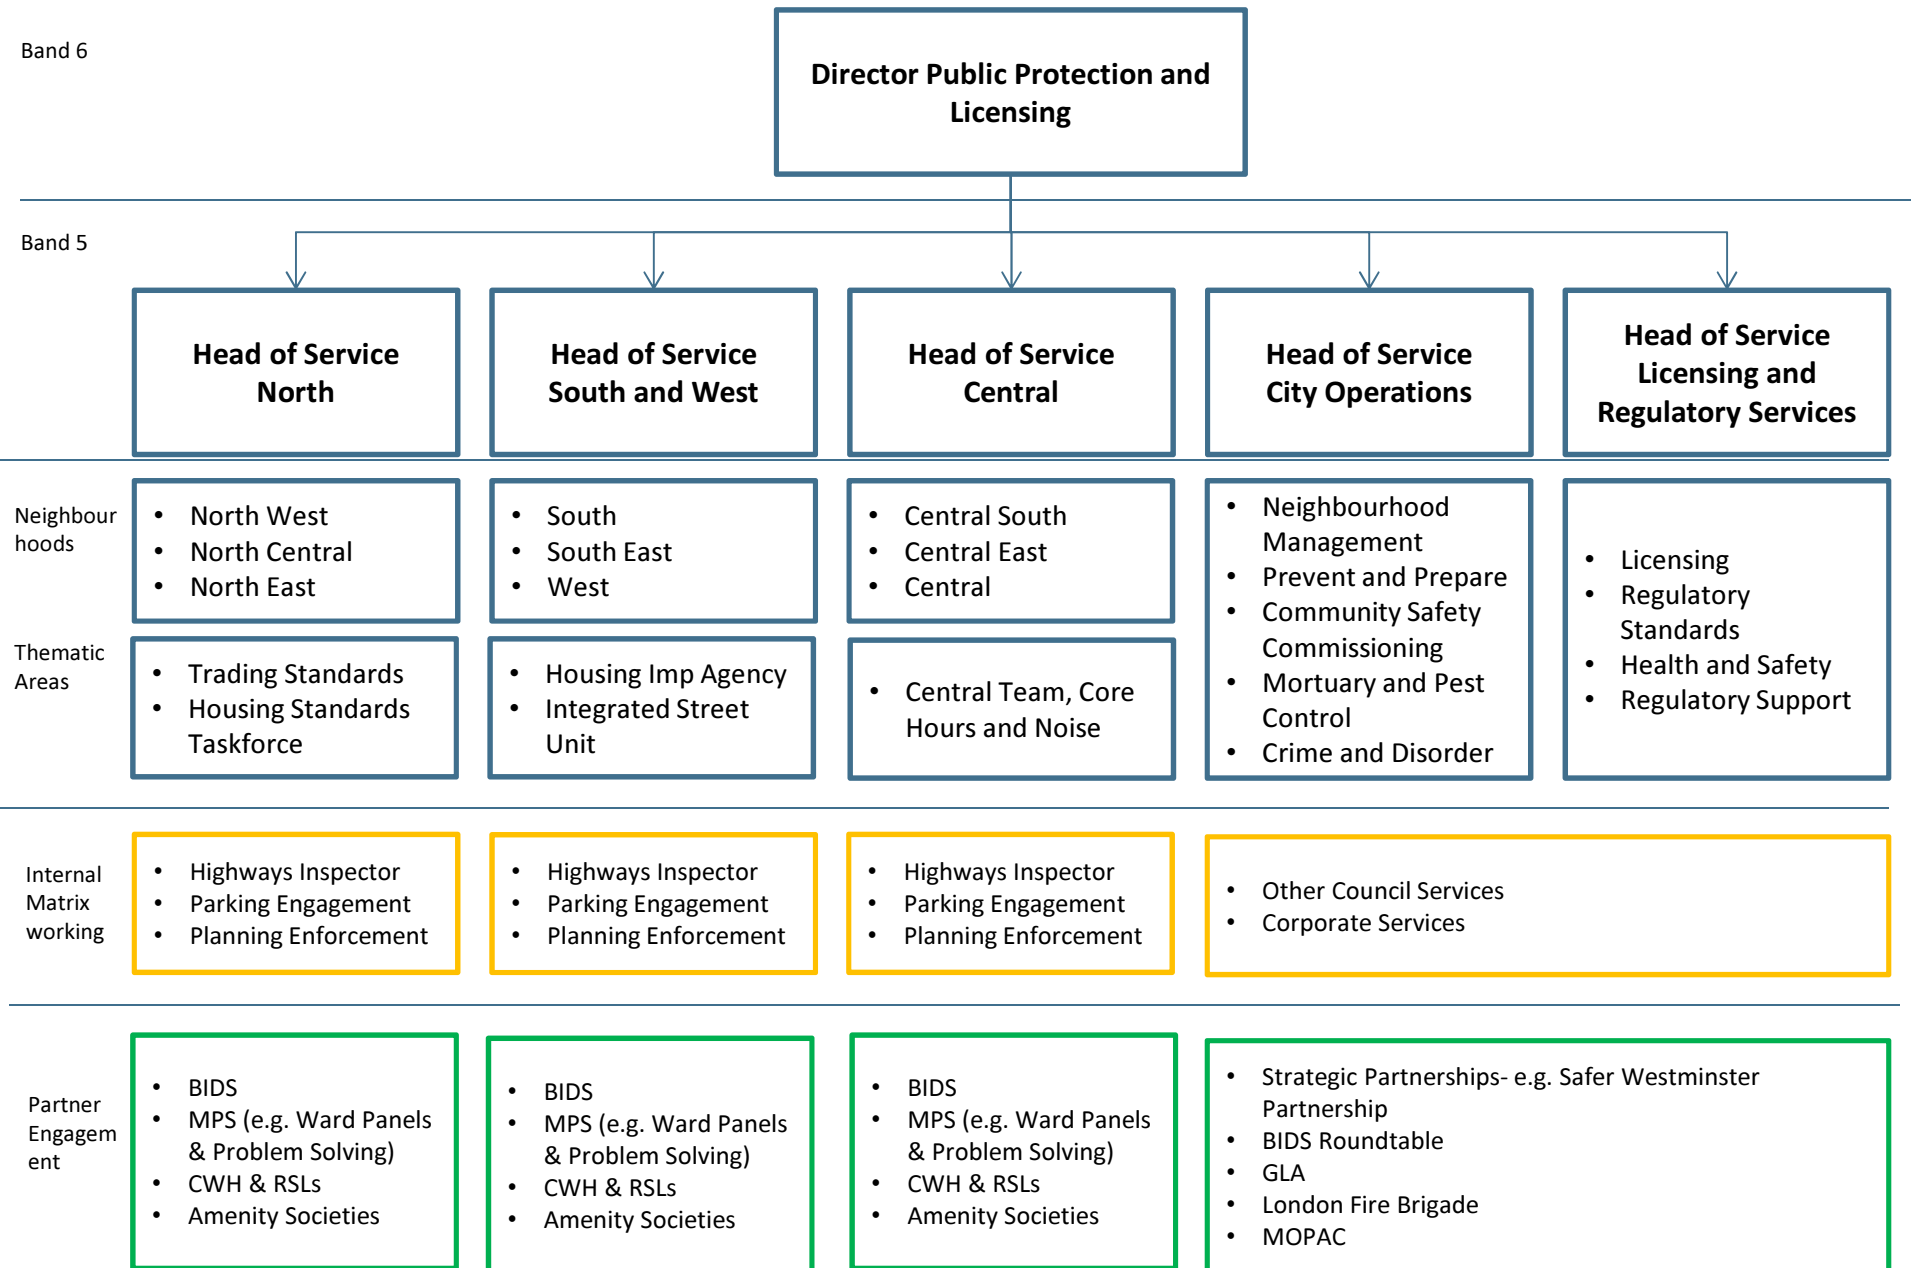 Band 6
Director Public Protection and
Licensing
Band 5
Head of Service
North
Head of Service
South and West
Head of Service
Central
Head of Service
City Operations
Head of Service
Licensing and
Regulatory Services
Neighbour
hoods
• North West
• North Central
• North East
• South
• South East
• West
• Central South
• Central East
• Central
• Neighbourhood
Management
• Prevent and Prepare
• Community Safety
Commissioning
• Mortuary and Pest
Control
• Crime and Disorder
• Licensing
• Regulatory
Standards
• Health and Safety
• Regulatory Support
Thematic
Areas
• Trading Standards
• Housing Standards
Taskforce
• Housing Imp Agency
• Integrated Street
Unit
• Central Team, Core
Hours and Noise
Internal
Matrix
working
• Highways Inspector
• Parking Engagement
• Planning Enforcement
• Highways Inspector
• Parking Engagement
• Planning Enforcement
• Highways Inspector
• Parking Engagement
• Planning Enforcement
• Other Council Services
• Corporate Services
Partner
Engagem
ent
• BIDS
• MPS (e.g. Ward Panels
& Problem Solving)
• CWH & RSLs
• Amenity Societies
• BIDS
• MPS (e.g. Ward Panels
& Problem Solving)
• CWH & RSLs
• Amenity Societies
• BIDS
• MPS (e.g. Ward Panels
& Problem Solving)
• CWH & RSLs
• Amenity Societies
• Strategic Partnerships- e.g. Safer Westminster
Partnership
• BIDS Roundtable
• GLA
• London Fire Brigade
• MOPAC